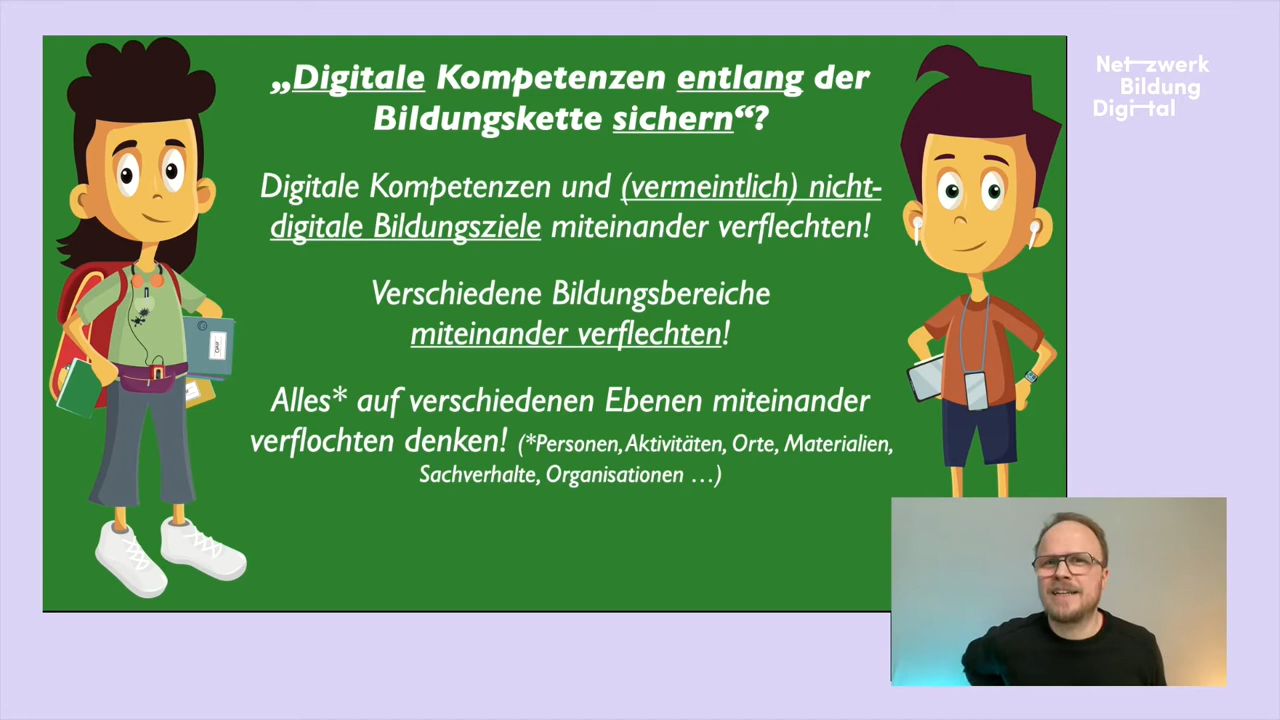 „Digitale Kompetenzen entlang der
Bildungskette sichern“?
Digitale Kompetenzen und (vermeintlich) nicht-
digitale Bildungsziele miteinander verflechten!
Verschiedene Bildungsbereiche
miteinander verflechten!
Alles* auf verschiedenen Ebenen miteinander
verflochten denken! (*Personen, Aktivitäten, Orte, Materialien,
Sachverhalte, Organisationen …)
Netzwerk
Bildung
Digital